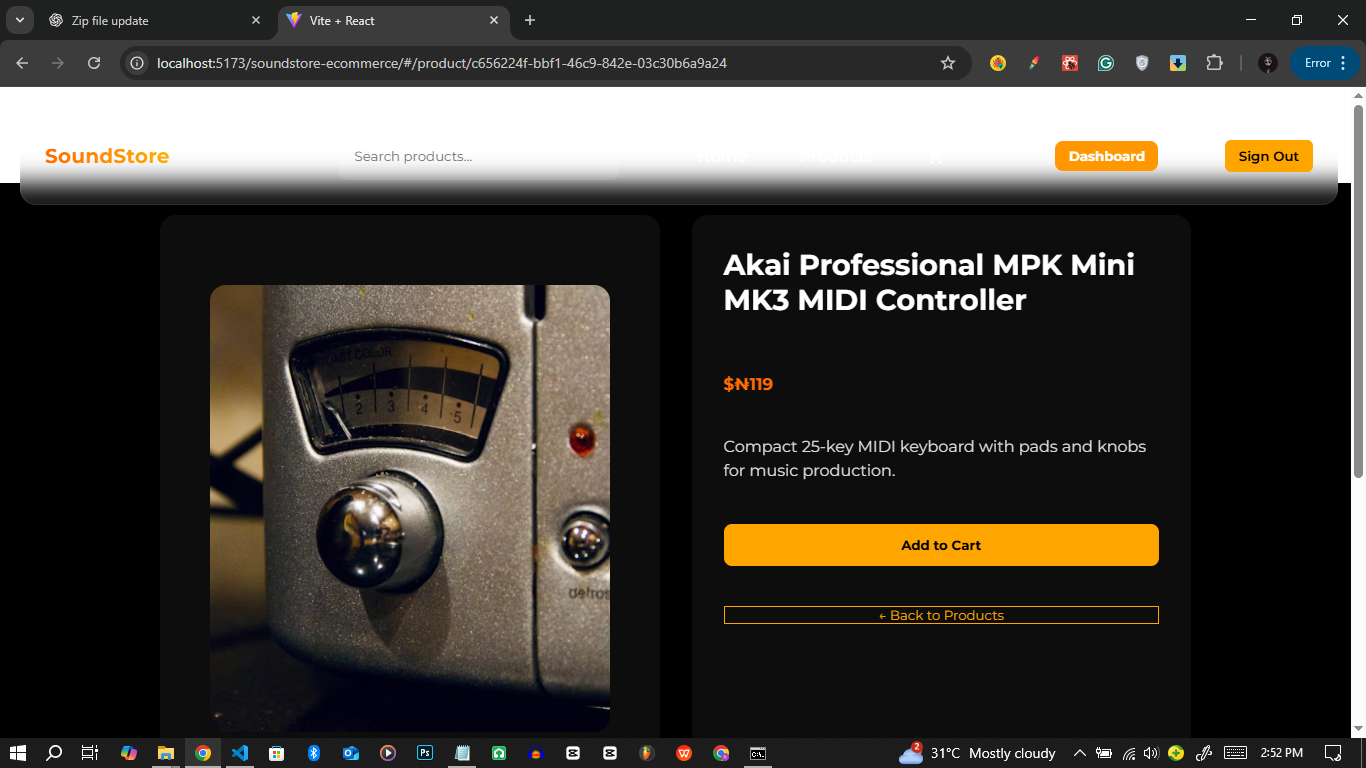 Zip file update
Vite + React
localhost:5173/soundstore-ecommerce/#/product/c656224f-bbf1-46c9-842e-03c30b6a9a24
Error
SoundStore
Search products...
Home
Products
Dashboard
Sign Out
TOAST COLOR
2 3 4 5
defros
Akai Professional MPK Mini
MK3 MIDI Controller
$₦119
Compact 25-key MIDI keyboard with pads and knobs
for music production.
Add to Cart
← Back to Products
2
31°C Mostly cloudy
2:52 PM